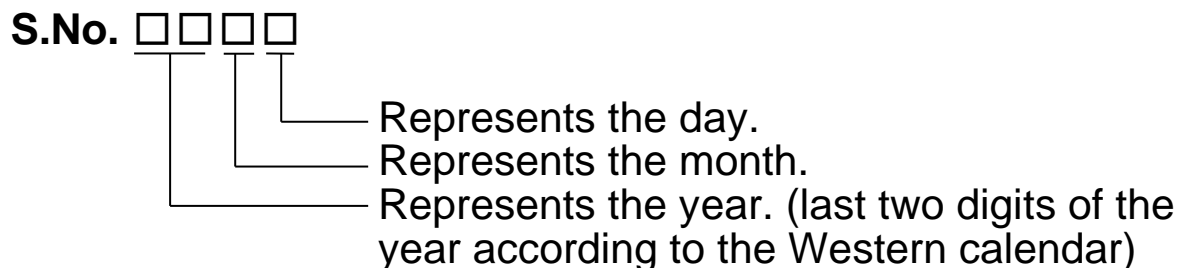 S.No. □□□□
Represents the day.
Represents the month.
Represents the year. (last two digits of the
year according to the Western calendar)